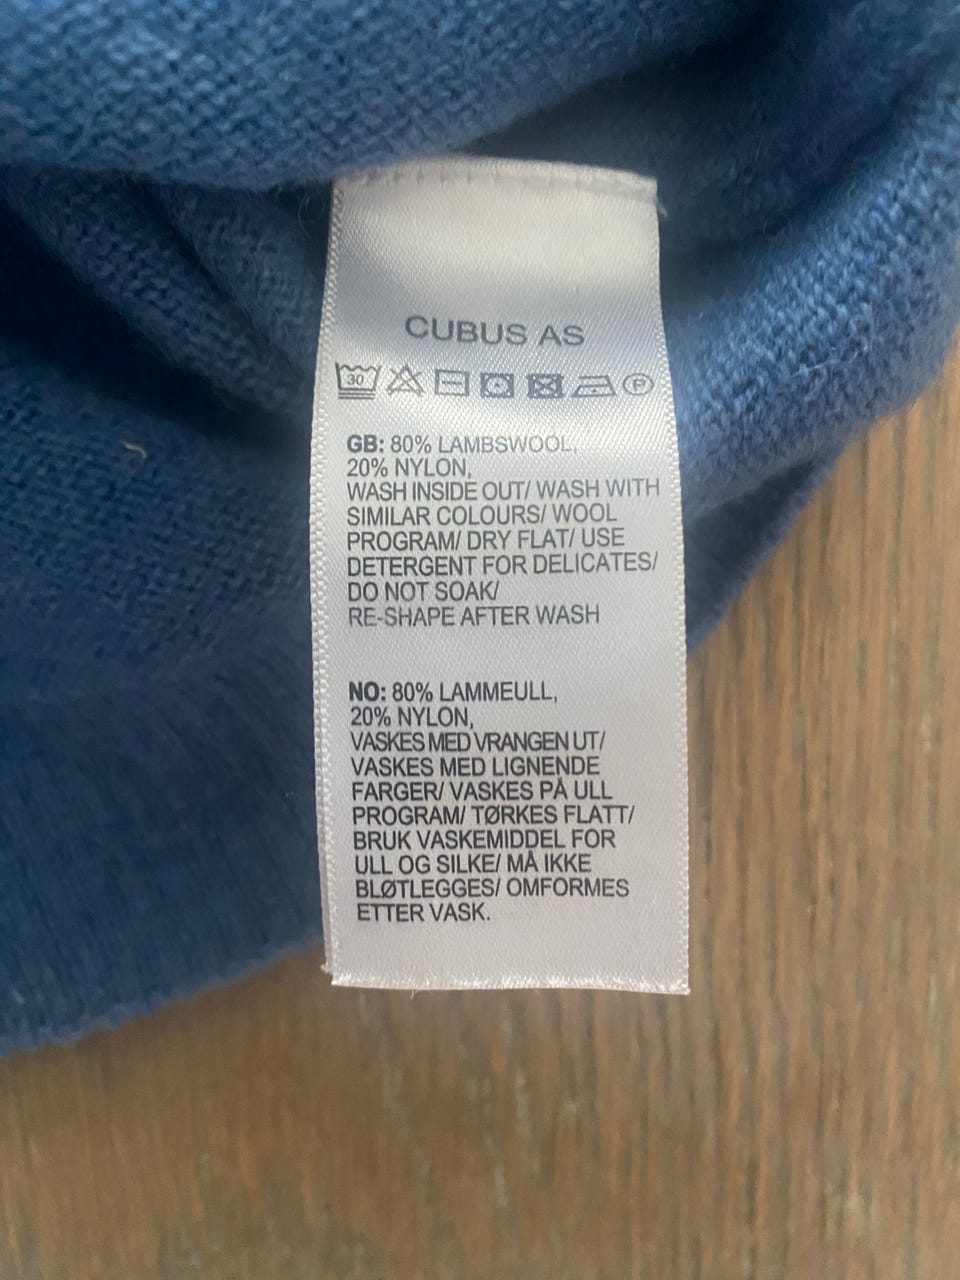 CUBUS AS
30 P
GB: 80% LAMBSWOOL,
20% NYLON,
WASH INSIDE OUT/ WASH WITH
SIMILAR COLOURS/ WOOL
PROGRAM/ DRY FLAT/ USE
DETERGENT FOR DELICATES/
DO NOT SOAK/
RE-SHAPE AFTER WASH
NO: 80% LAMMEULL,
20% NYLON,
VASKES MED VRANGEN UT/
VASKES MED LIGNENDE
FARGER/ VASKES PÅ ULL
PROGRAM/ TØRKES FLATT/
BRUK VASKEMIDDEL FOR
ULL OG SILKE/ MÅ IKKE
BLØTLEGGES/ OMFORMES
ETTER VASK.